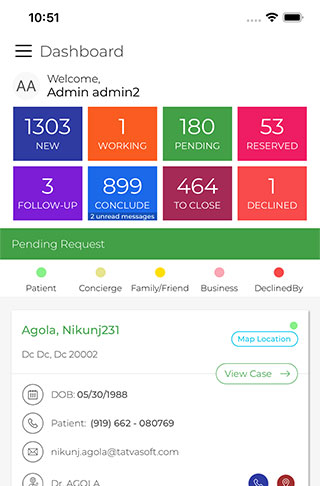 10:51
Dashboard
AA
Welcome,
Admin admin2
1303 1 180 53
NEW WORKING PENDING RESERVED
3 899 464 1
FOLLOW-UP CONCLUDE TO CLOSE DECLINED
2 unread messages
Pending Request
Patient Concierge Family/Friend Business DeclinedBy
Agola, Nikunj231
Map Location
Dc Dc, Dc 20002
View Case
DOB: 05/30/1988
Patient: (919) 662 - 080769
nikunj.agola@tatvasoft.com
Dr. AGOLA